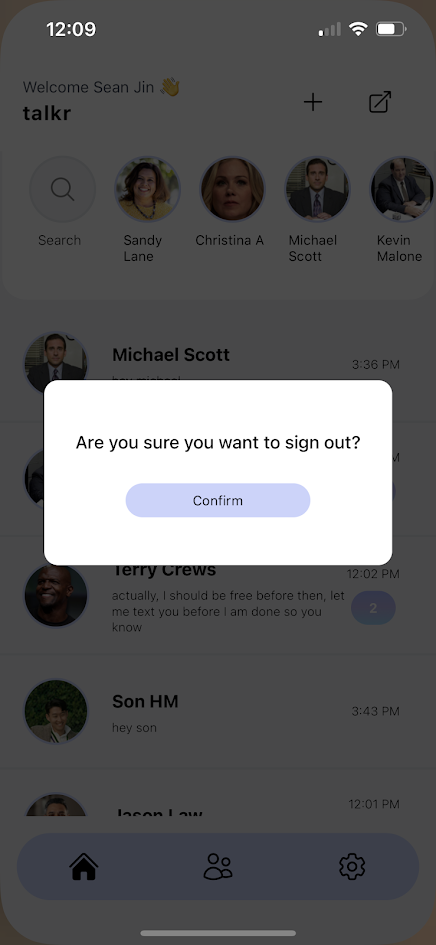 12:09
Welcome Sean Jin 👋
talkr
Search
Sandy
Lane
Christina A
Michael
Scott
Kevin
Malone
Michael Scott
3:36 PM
hey michael
Are you sure you want to sign out?
Confirm
Terry Crews
12:02 PM
actually, I should be free before then, let
me text you before I am done so you
know
2
Son HM
3:43 PM
hey son
Jason Law
12:01 PM